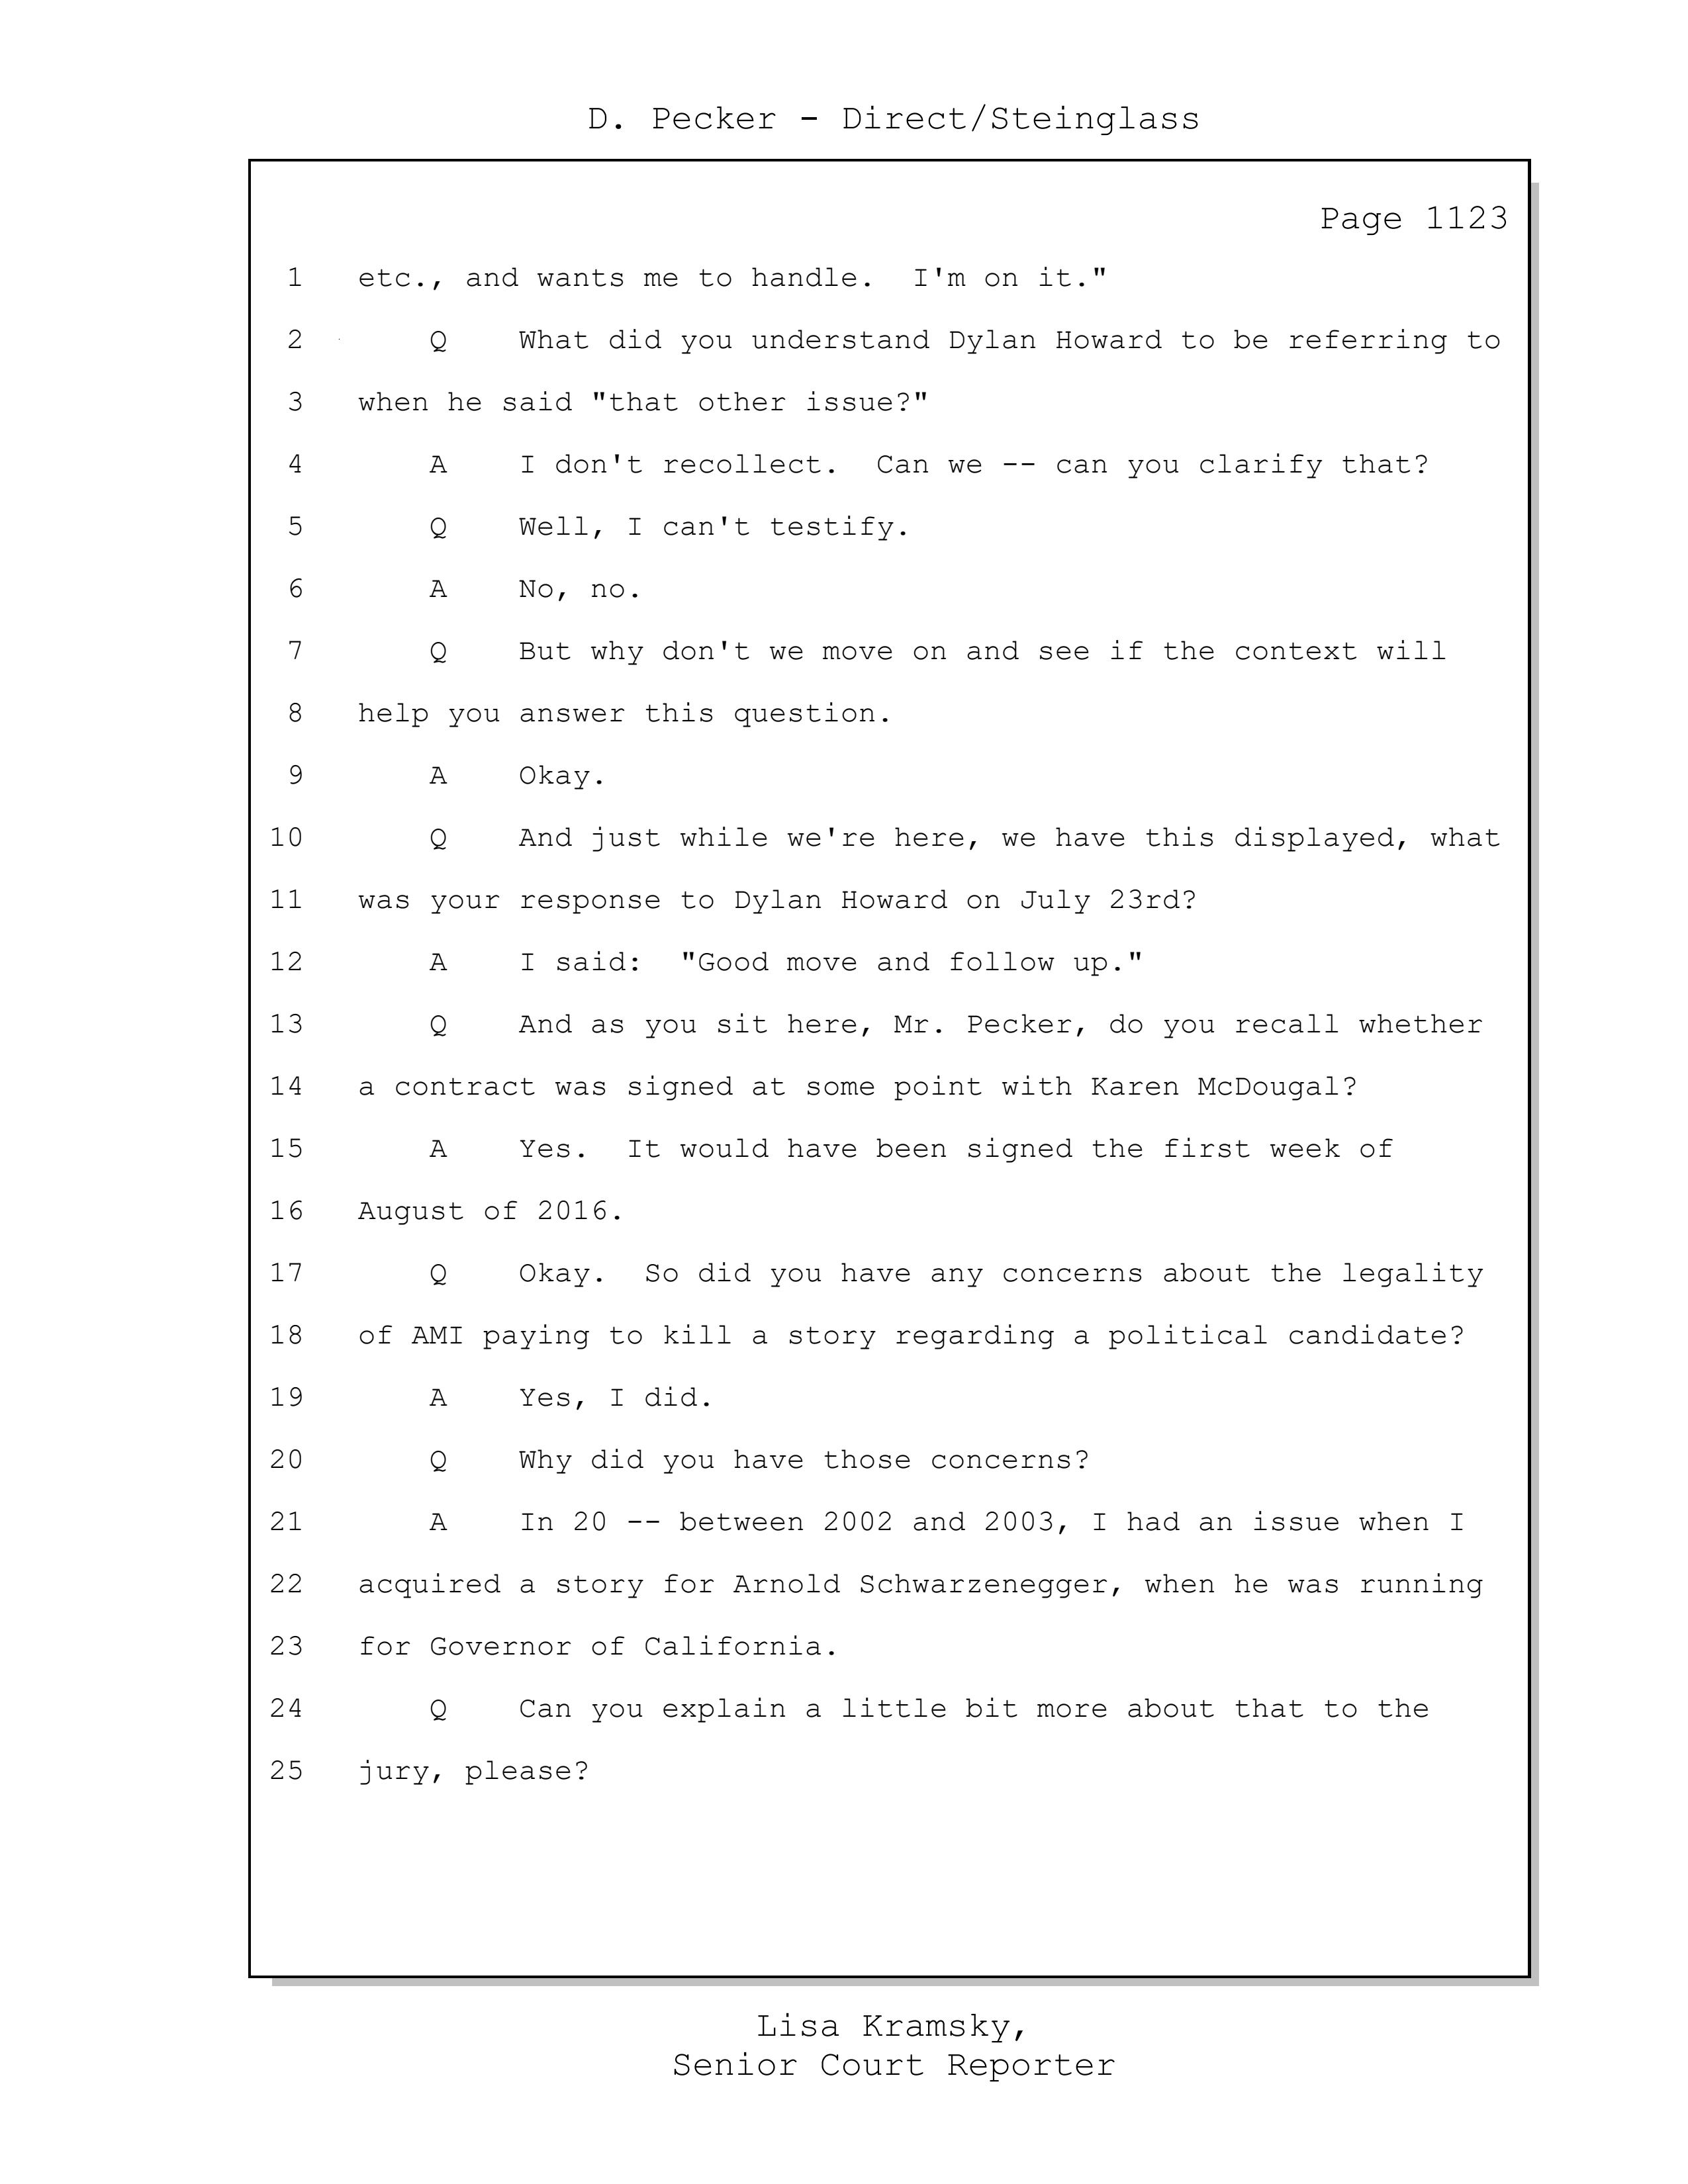 D. Pecker - Direct/Steinglass
Page 1123
1 etc., and wants me to handle. I'm on it."
2 Q What did you understand Dylan Howard to be referring to
3 when he said "that other issue?"
4 A I don't recollect. Can we -- can you clarify that?
5 Q Well, I can't testify.
6 A No, no.
7 Q But why don't we move on and see if the context will
8 help you answer this question.
9 A Okay.
10 Q And just while we're here, we have this displayed, what
11 was your response to Dylan Howard on July 23rd?
12 A I said: "Good move and follow up."
13 Q And as you sit here, Mr. Pecker, do you recall whether
14 a contract was signed at some point with Karen McDougal?
15 A Yes. It would have been signed the first week of
16 August of 2016.
17 Q Okay. So did you have any concerns about the legality
18 of AMI paying to kill a story regarding a political candidate?
19 A Yes, I did.
20 Q Why did you have those concerns?
21 A In 20 -- between 2002 and 2003, I had an issue when I
22 acquired a story for Arnold Schwarzenegger, when he was running
23 for Governor of California.
24 Q Can you explain a little bit more about that to the
25 jury, please?
Lisa Kramsky,
Senior Court Reporter